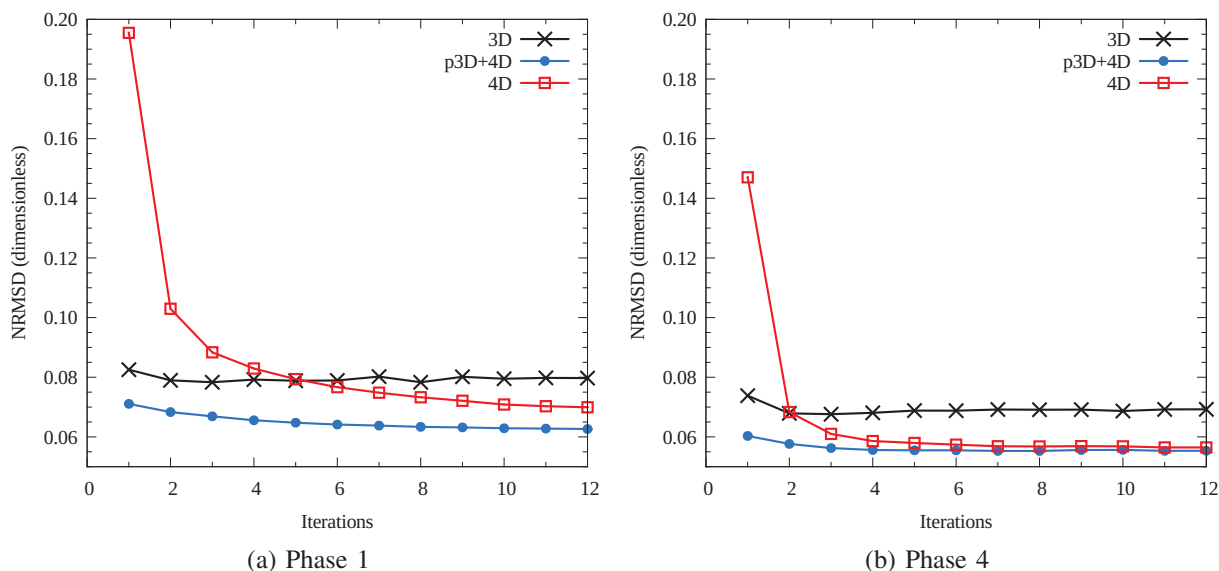 0.20
0.18
0.16
0.14
0.12
0.10
0.08
0.06
NRMSD (dimensionless)
3D
p3D+4D
4D
0 2 4 6 8 10 12
Iterations
(a) Phase 1
0.20
0.18
0.16
0.14
0.12
0.10
0.08
0.06
NRMSD (dimensionless)
3D
p3D+4D
4D
0 2 4 6 8 10 12
Iterations
(b) Phase 4